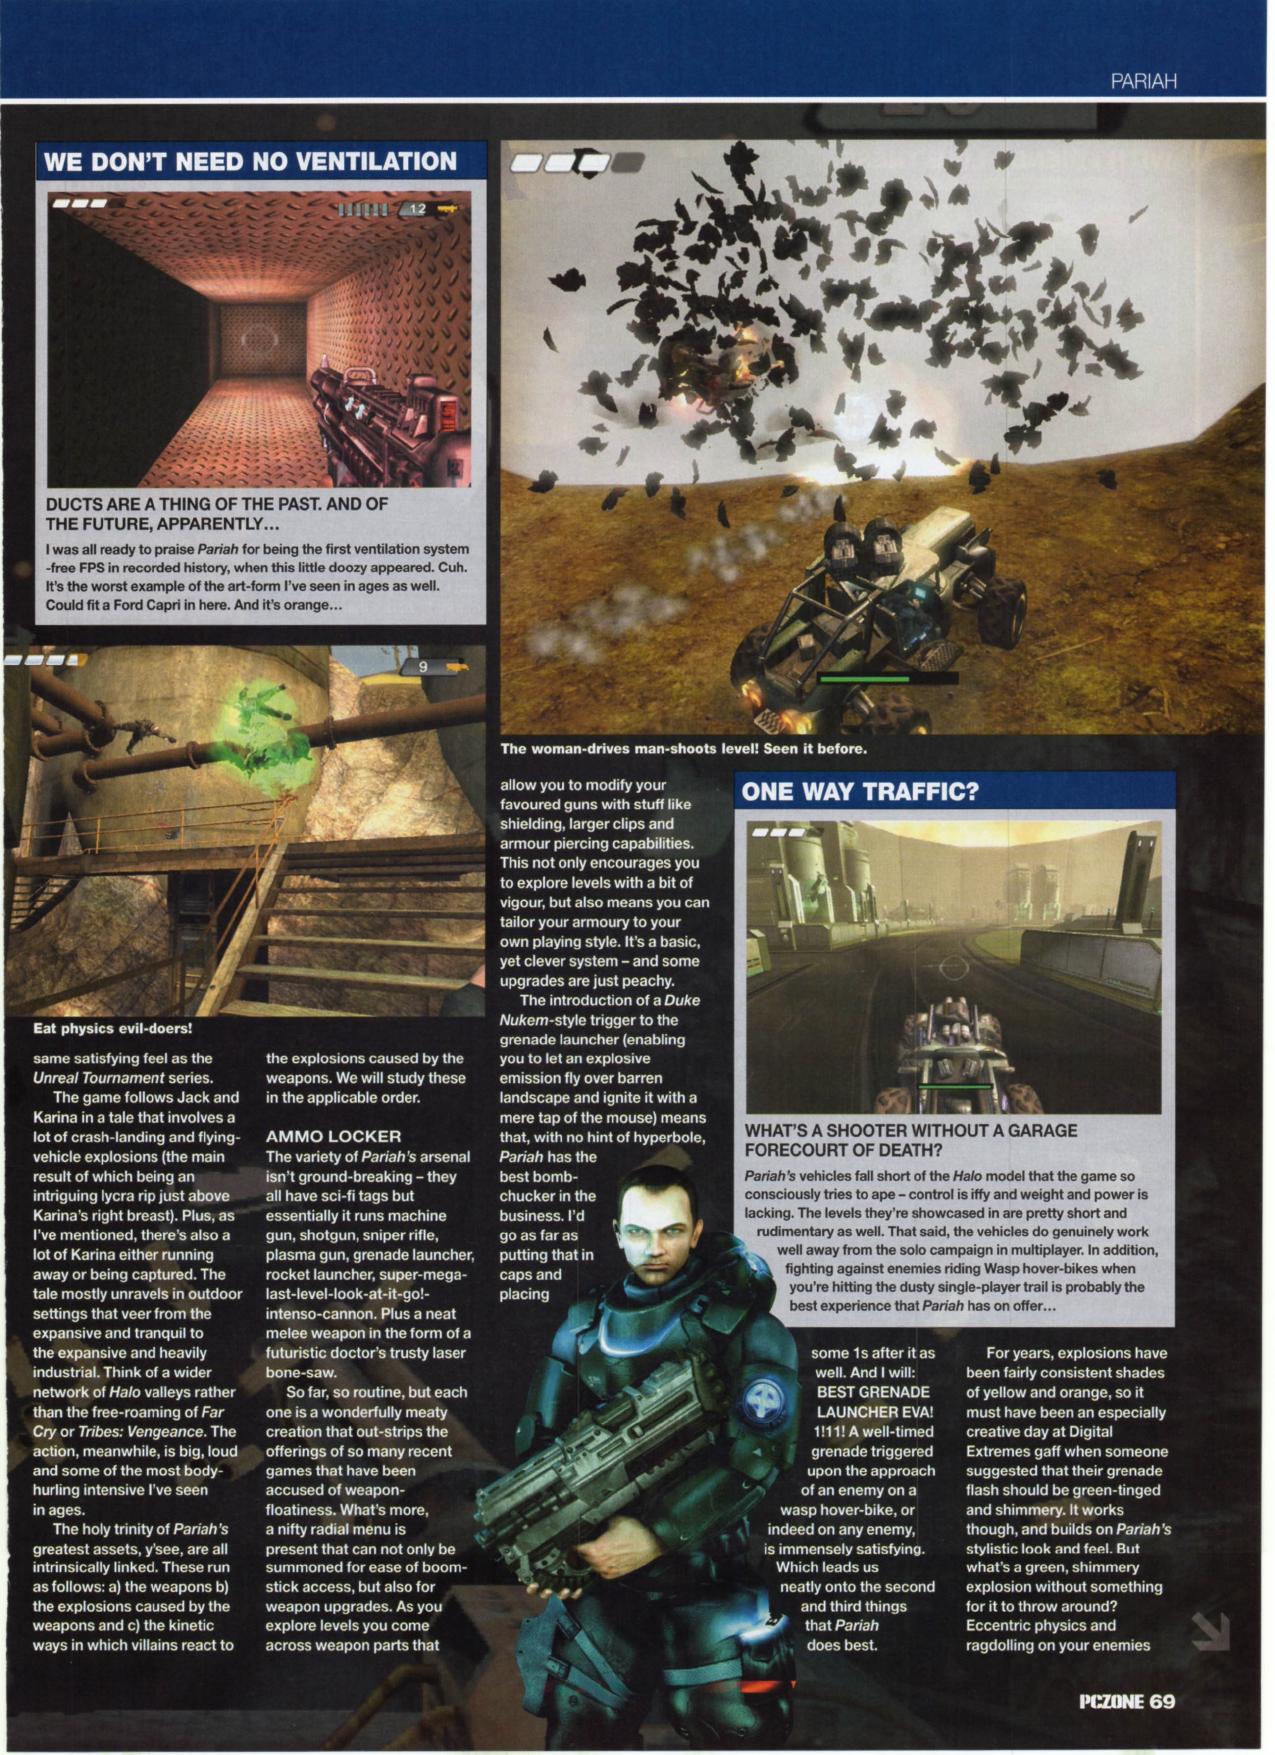 PARIAH
WE DON'T NEED NO VENTILATION
12
DUCTS ARE A THING OF THE PAST. AND OF
THE FUTURE, APPARENTLY...
I was all ready to praise Pariah for being the first ventilation system
-free FPS in recorded history, when this little doozy appeared. Cuh.
It's the worst example of the art-form I've seen in ages as well.
Could fit a Ford Capri in here. And it's orange...
9
Eat physics evil-doers!
The woman-drives man-shoots level! Seen it before.
same satisfying feel as the
Unreal Tournament series.
The game follows Jack and
Karina in a tale that involves a
lot of crash-landing and flying-
vehicle explosions (the main
result of which being an
intriguing lycra rip just above
Karina's right breast). Plus, as
I've mentioned, there's also a
lot of Karina either running
away or being captured. The
tale mostly unravels in outdoor
settings that veer from the
expansive and tranquil to
the expansive and heavily
industrial. Think of a wider
network of Halo valleys rather
than the free-roaming of Far
Cry or Tribes: Vengeance. The
action, meanwhile, is big, loud
and some of the most body-
hurling intensive I've seen
in ages.
The holy trinity of Pariah's
greatest assets, y'see, are all
intrinsically linked. These run
as follows: a) the weapons b)
the explosions caused by the
weapons and c) the kinetic
ways in which villains react to
the explosions caused by the
weapons. We will study these
in the applicable order.
AMMO LOCKER
The variety of Pariah's arsenal
isn't ground-breaking – they
all have sci-fi tags but
essentially it runs machine
gun, shotgun, sniper rifle,
plasma gun, grenade launcher,
rocket launcher, super-mega-
last-level-look-at-it-go!-
intenso-cannon. Plus a neat
melee weapon in the form of a
futuristic doctor's trusty laser
bone-saw.
So far, so routine, but each
one is a wonderfully meaty
creation that out-strips the
offerings of so many recent
games that have been
accused of weapon-
floatiness. What's more,
a nifty radial menu is
present that can not only be
summoned for ease of boom-
stick access, but also for
weapon upgrades. As you
explore levels you come
across weapon parts that
allow you to modify your
favoured guns with stuff like
shielding, larger clips and
armour piercing capabilities.
This not only encourages you
to explore levels with a bit of
vigour, but also means you can
tailor your armoury to your
own playing style. It's a basic,
yet clever system – and some
upgrades are just peachy.
The introduction of a Duke
Nukem-style trigger to the
grenade launcher (enabling
you to let an explosive
emission fly over barren
landscape and ignite it with a
mere tap of the mouse) means
that, with no hint of hyperbole,
Pariah has the
best bomb-
chucker in the
business. I'd
go as far as
putting that in
caps and
placing
some 1s after it as
well. And I will:
BEST GRENADE
LAUNCHER EVA!
1!11! A well-timed
grenade triggered
upon the approach
of an enemy on a
wasp hover-bike, or
indeed on any enemy,
is immensely satisfying.
Which leads us
neatly onto the second
and third things
that Pariah
does best.
ONE WAY TRAFFIC?
WHAT'S A SHOOTER WITHOUT A GARAGE
FORECOURT OF DEATH?
Pariah's vehicles fall short of the Halo model that the game so
consciously tries to ape – control is iffy and weight and power is
lacking. The levels they're showcased in are pretty short and
rudimentary as well. That said, the vehicles do genuinely work
well away from the solo campaign in multiplayer. In addition,
fighting against enemies riding Wasp hover-bikes when
you're hitting the dusty single-player trail is probably the
best experience that Pariah has on offer...
For years, explosions have
been fairly consistent shades
of yellow and orange, so it
must have been an especially
creative day at Digital
Extremes gaff when someone
suggested that their grenade
flash should be green-tinged
and shimmery. It works
though, and builds on Pariah's
stylistic look and feel. But
what's a green, shimmery
explosion without something
for it to throw around?
Eccentric physics and
ragdolling on your enemies
PCZONE 69